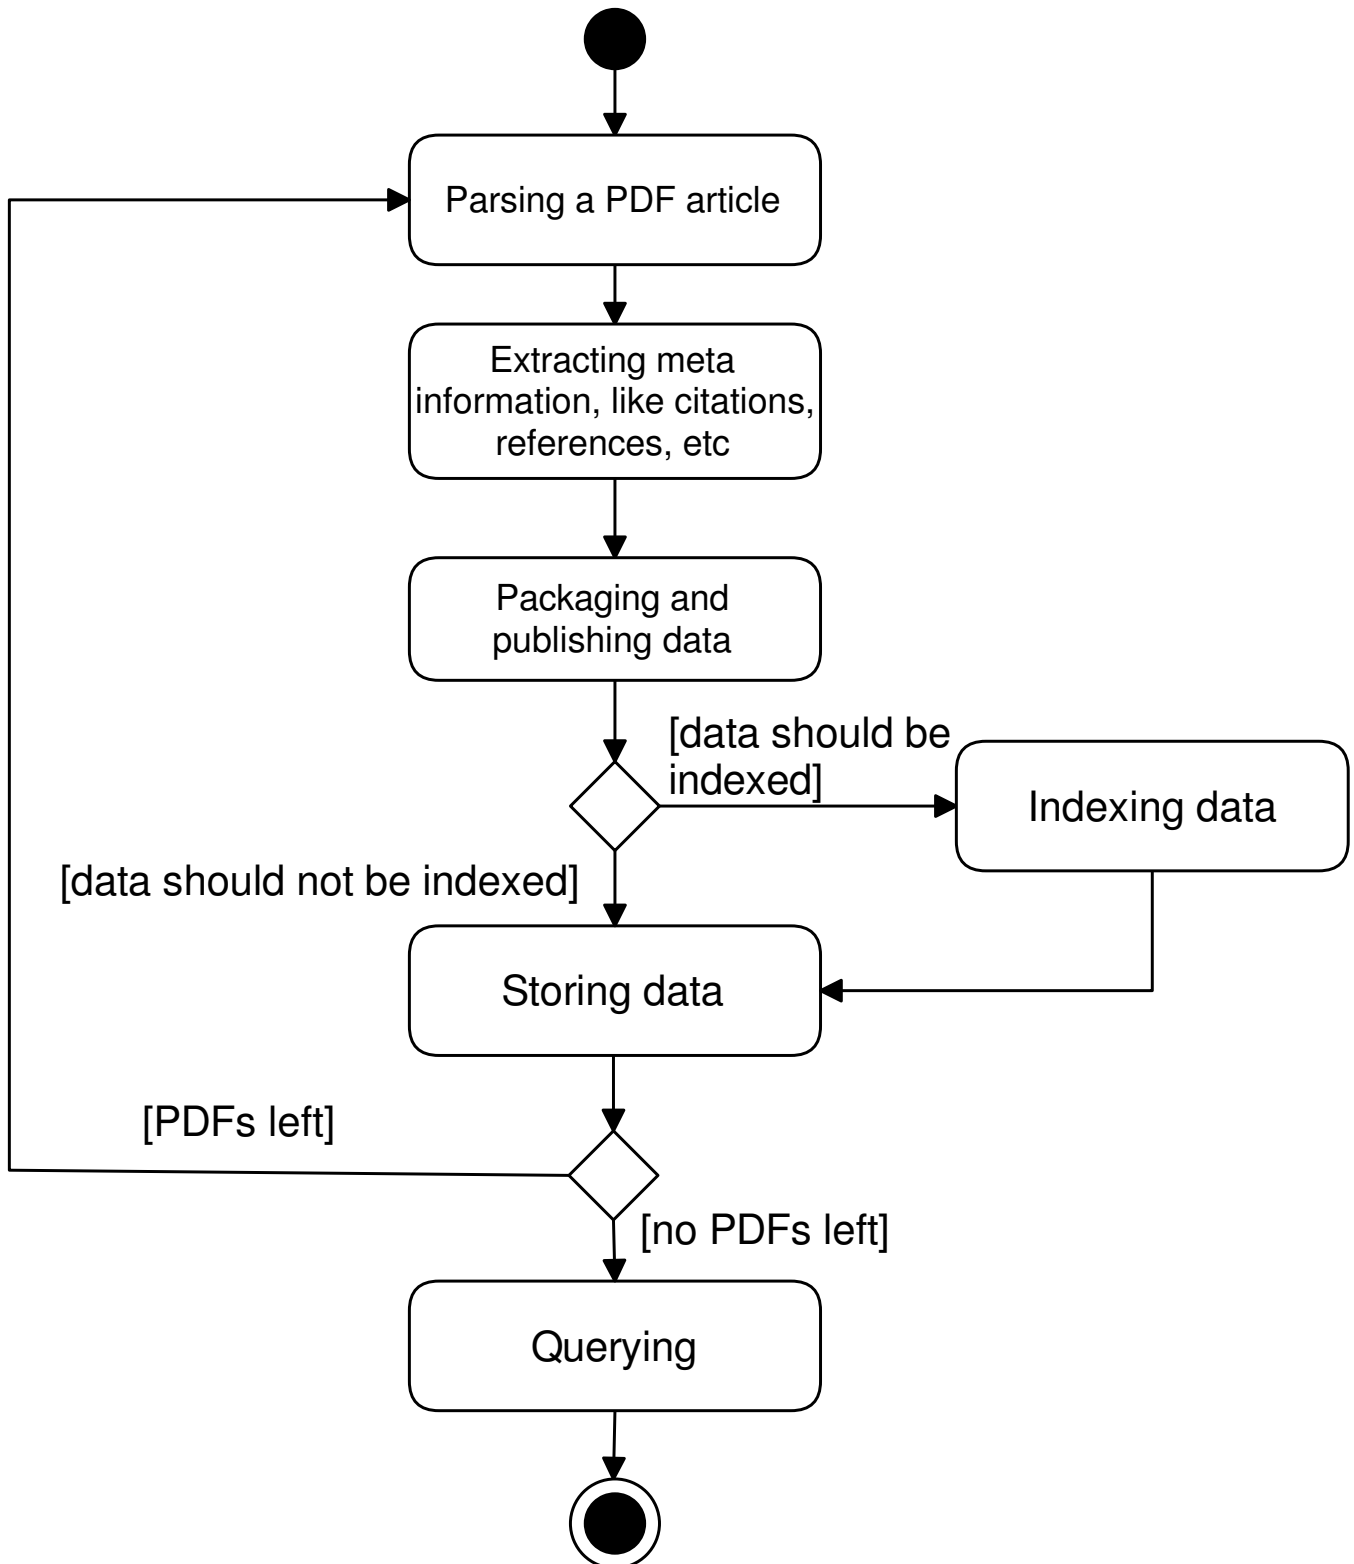 Parsing a PDF article
Extracting meta
information, like citations,
references, etc
Packaging and
publishing data
[data should be
indexed]
Indexing data
[data should not be indexed]
Storing data
[PDFs left]
[no PDFs left]
Querying